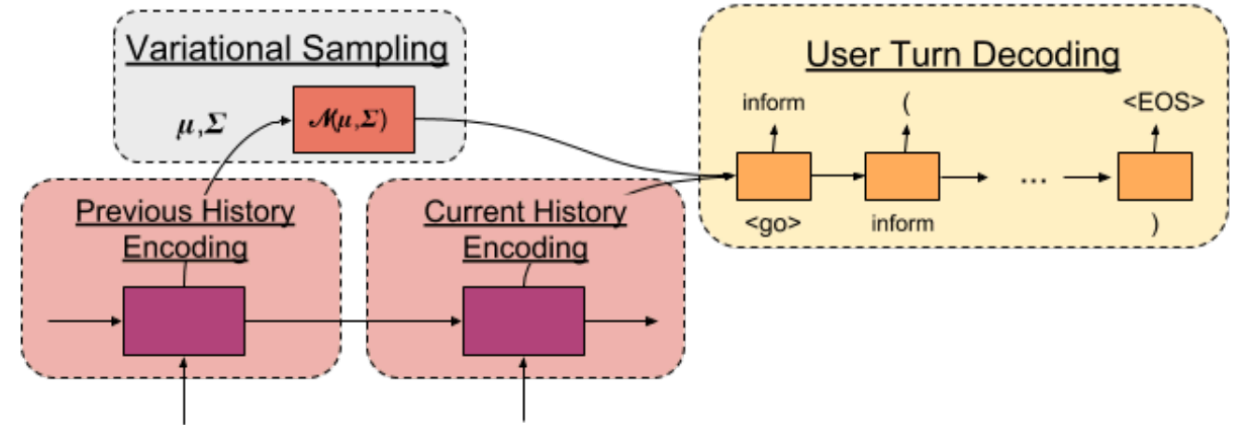 Variational Sampling
μ,Σ
𝒩(μ,Σ)
Previous History
Encoding
Current History
Encoding
User Turn Decoding
inform
(
<EOS>
...
<go>
inform
)